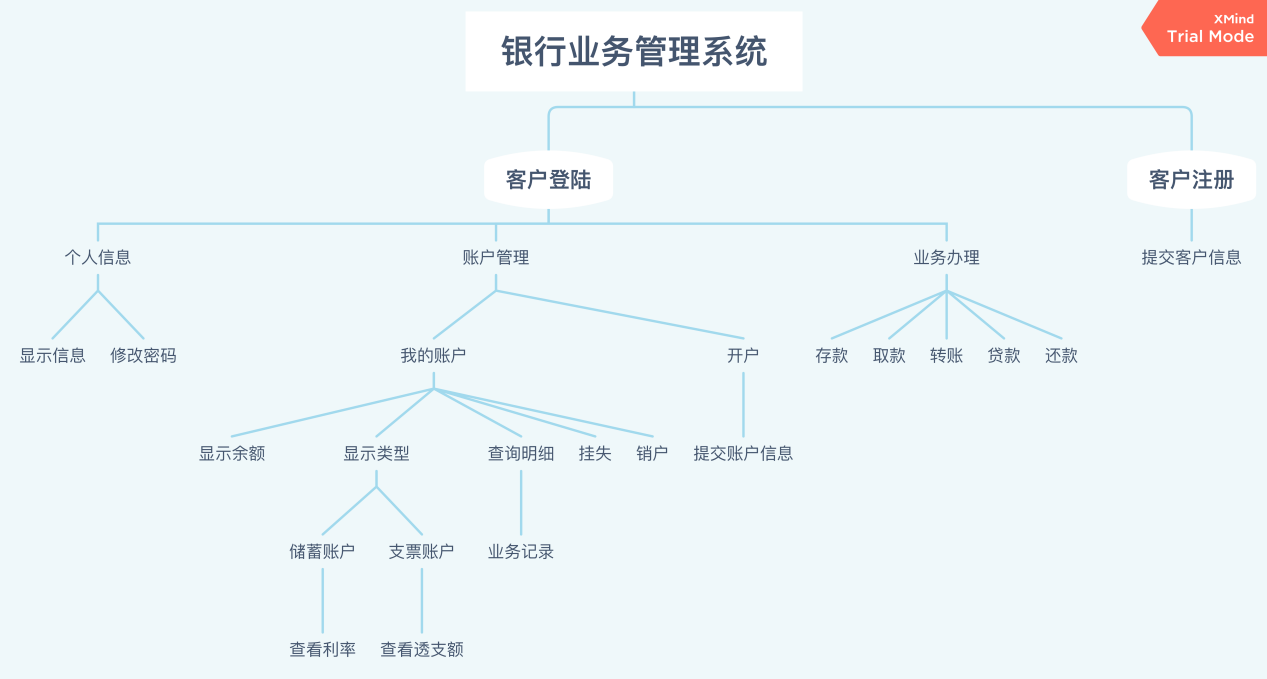 XMind
Trial Mode
银行业务管理系统
客户登陆
客户注册
个人信息
账户管理
业务办理
提交客户信息
显示信息
修改密码
我的账户
开户
存款
取款
转账
贷款
还款
显示余额
显示类型
查询明细
挂失
销户
提交账户信息
储蓄账户
支票账户
业务记录
查看利率
查看透支额